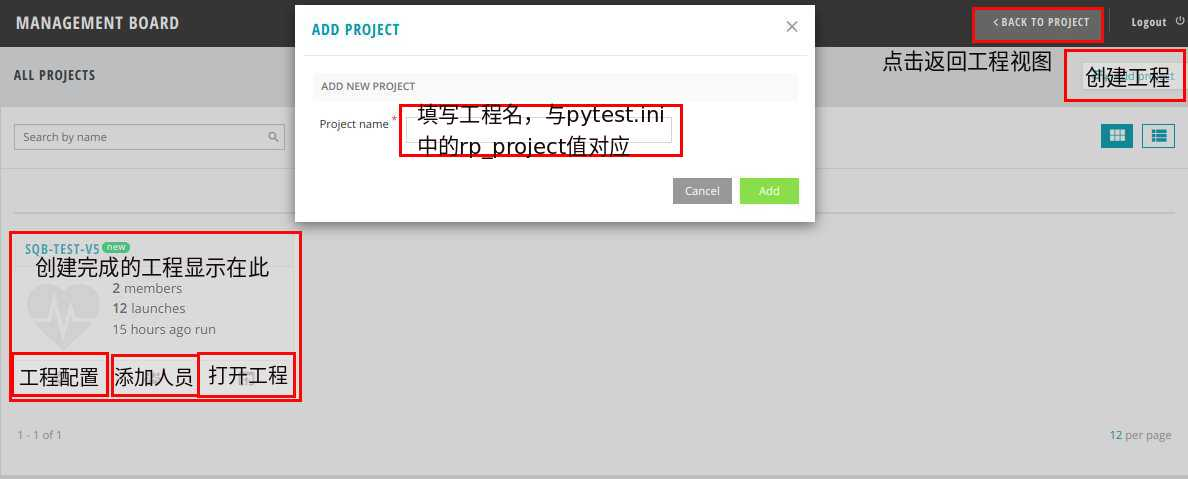 MANAGEMENT BOARD
< BACK TO PROJECT
Logout
ADD PROJECT
点击返回工程视图
创建工程
ALL PROJECTS
ADD NEW PROJECT
Project name *
填写工程名，与pytest.ini
中的rp_project值对应
Search by name
Cancel
Add
SQB-TEST-V5 new
创建完成的工程显示在此
2 members
12 launches
15 hours ago run
工程配置
添加人员
打开工程
1 - 1 of 1
12 per page